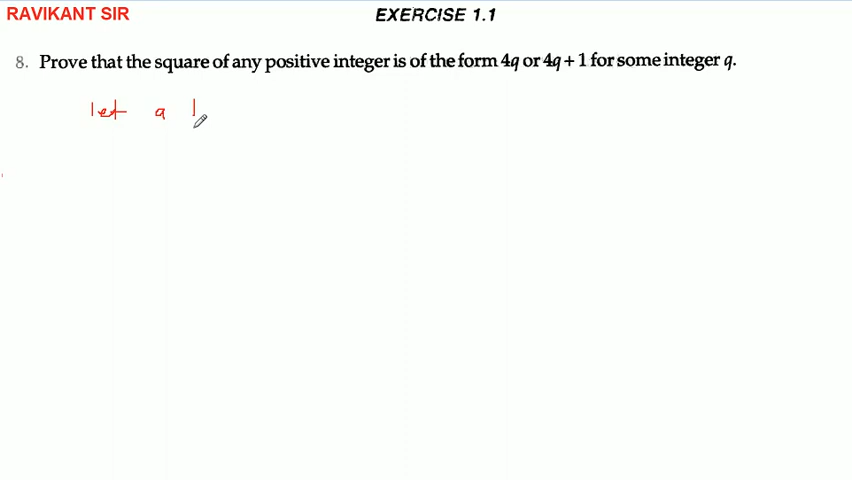 RAVIKANT SIR
EXERCISE 1.1
8. Prove that the square of any positive integer is of the form 4q or 4q + 1 for some integer q.
let a